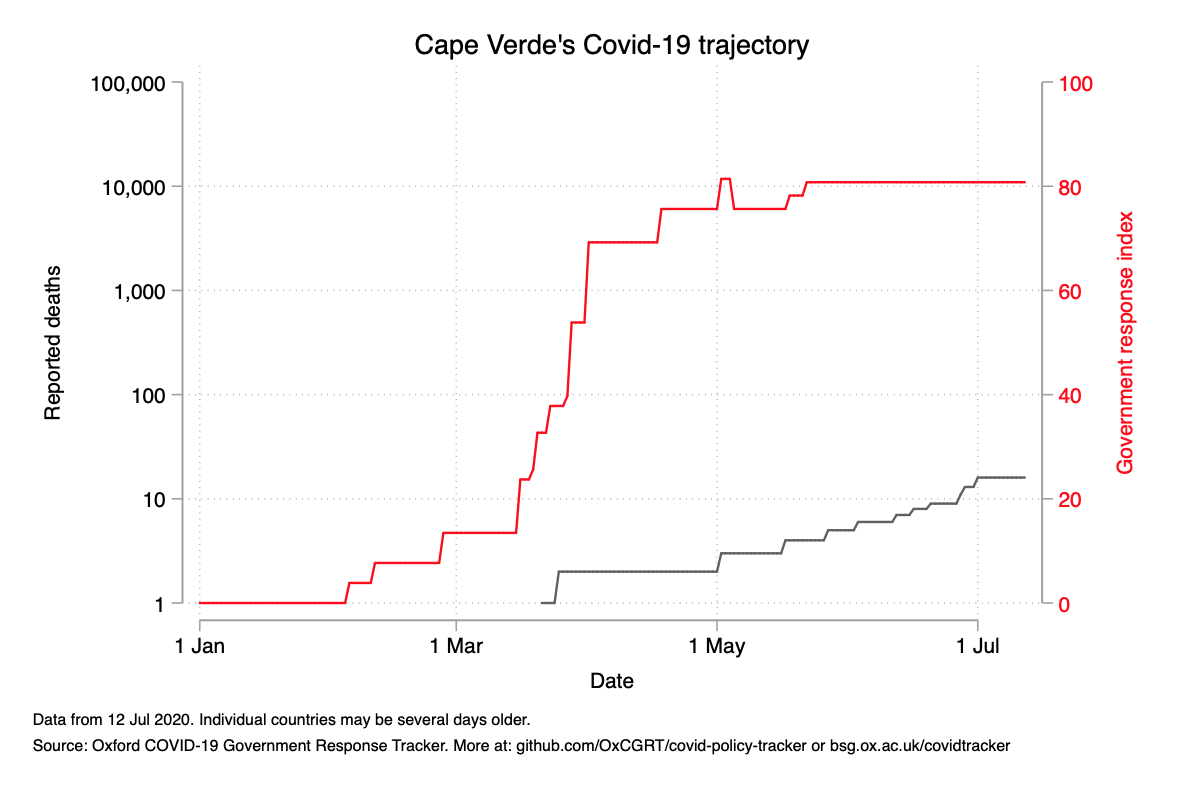 Cape Verde's Covid-19 trajectory
100,000
10,000
1,000
100
10
1
Reported deaths
100
80
60
40
20
0
Government response index
1 Jan
1 Mar
1 May
1 Jul
Date
Data from 12 Jul 2020. Individual countries may be several days older.
Source: Oxford COVID-19 Government Response Tracker. More at: github.com/OxCGRT/covid-policy-tracker or bsg.ox.ac.uk/covidtracker